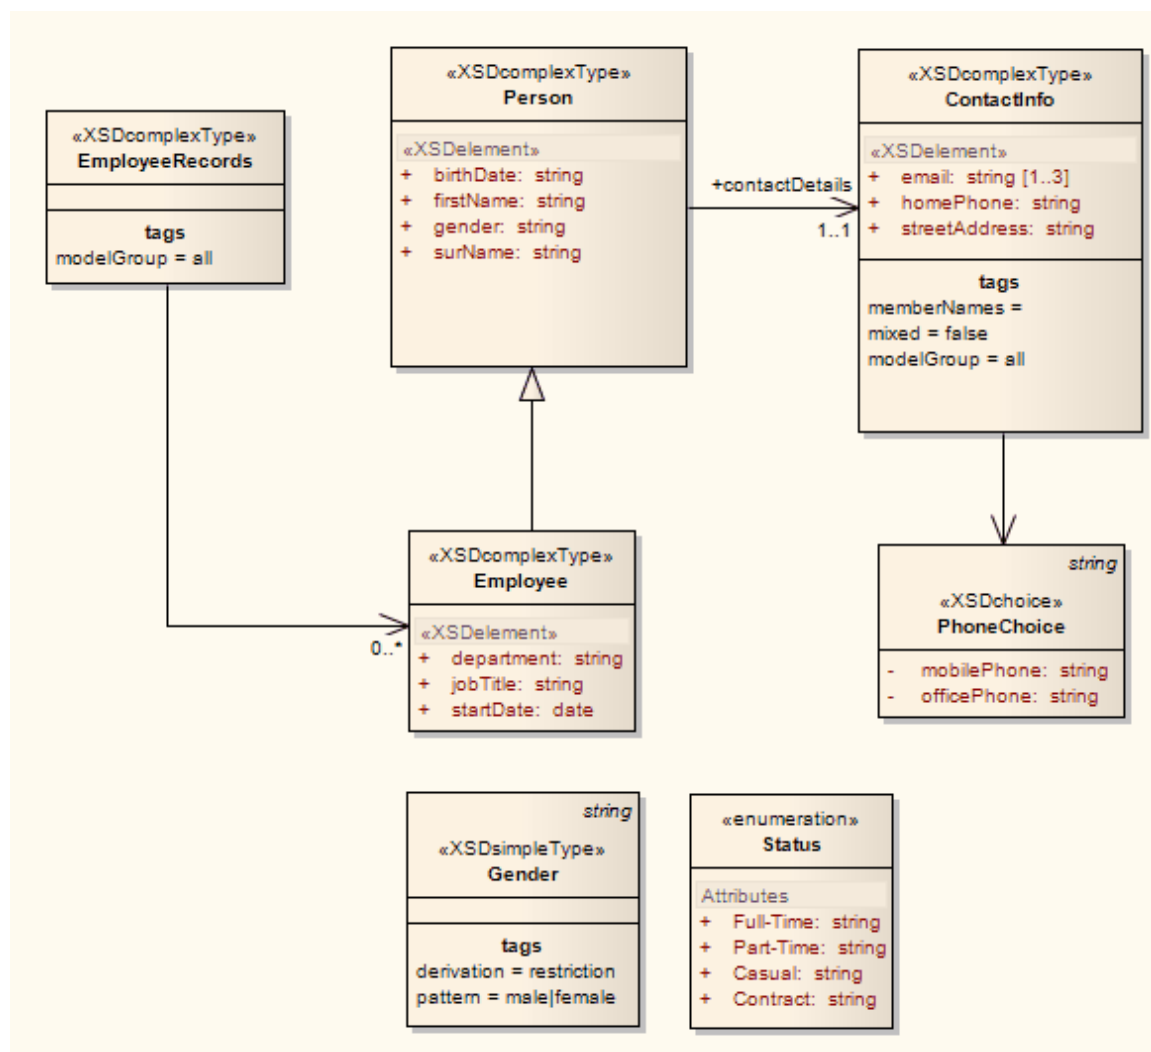 «XSDcomplexType»
EmployeeRecords
tags
modelGroup = all
«XSDcomplexType»
Person
«XSDelement»
+ birthDate: string
+ firstName: string
+ gender: string
+ surName: string
+contactDetails
1..1
«XSDcomplexType»
ContactInfo
«XSDelement»
+ email: string [1..3]
+ homePhone: string
+ streetAddress: string
tags
memberNames =
mixed = false
modelGroup = all
0..*
«XSDcomplexType»
Employee
«XSDelement»
+ department: string
+ jobTitle: string
+ startDate: date
string
«XSDchoice»
PhoneChoice
- mobilePhone: string
- officePhone: string
string
«XSDsimpleType»
Gender
tags
derivation = restriction
pattern = male|female
«enumeration»
Status
Attributes
+ Full-Time: string
+ Part-Time: string
+ Casual: string
+ Contract: string